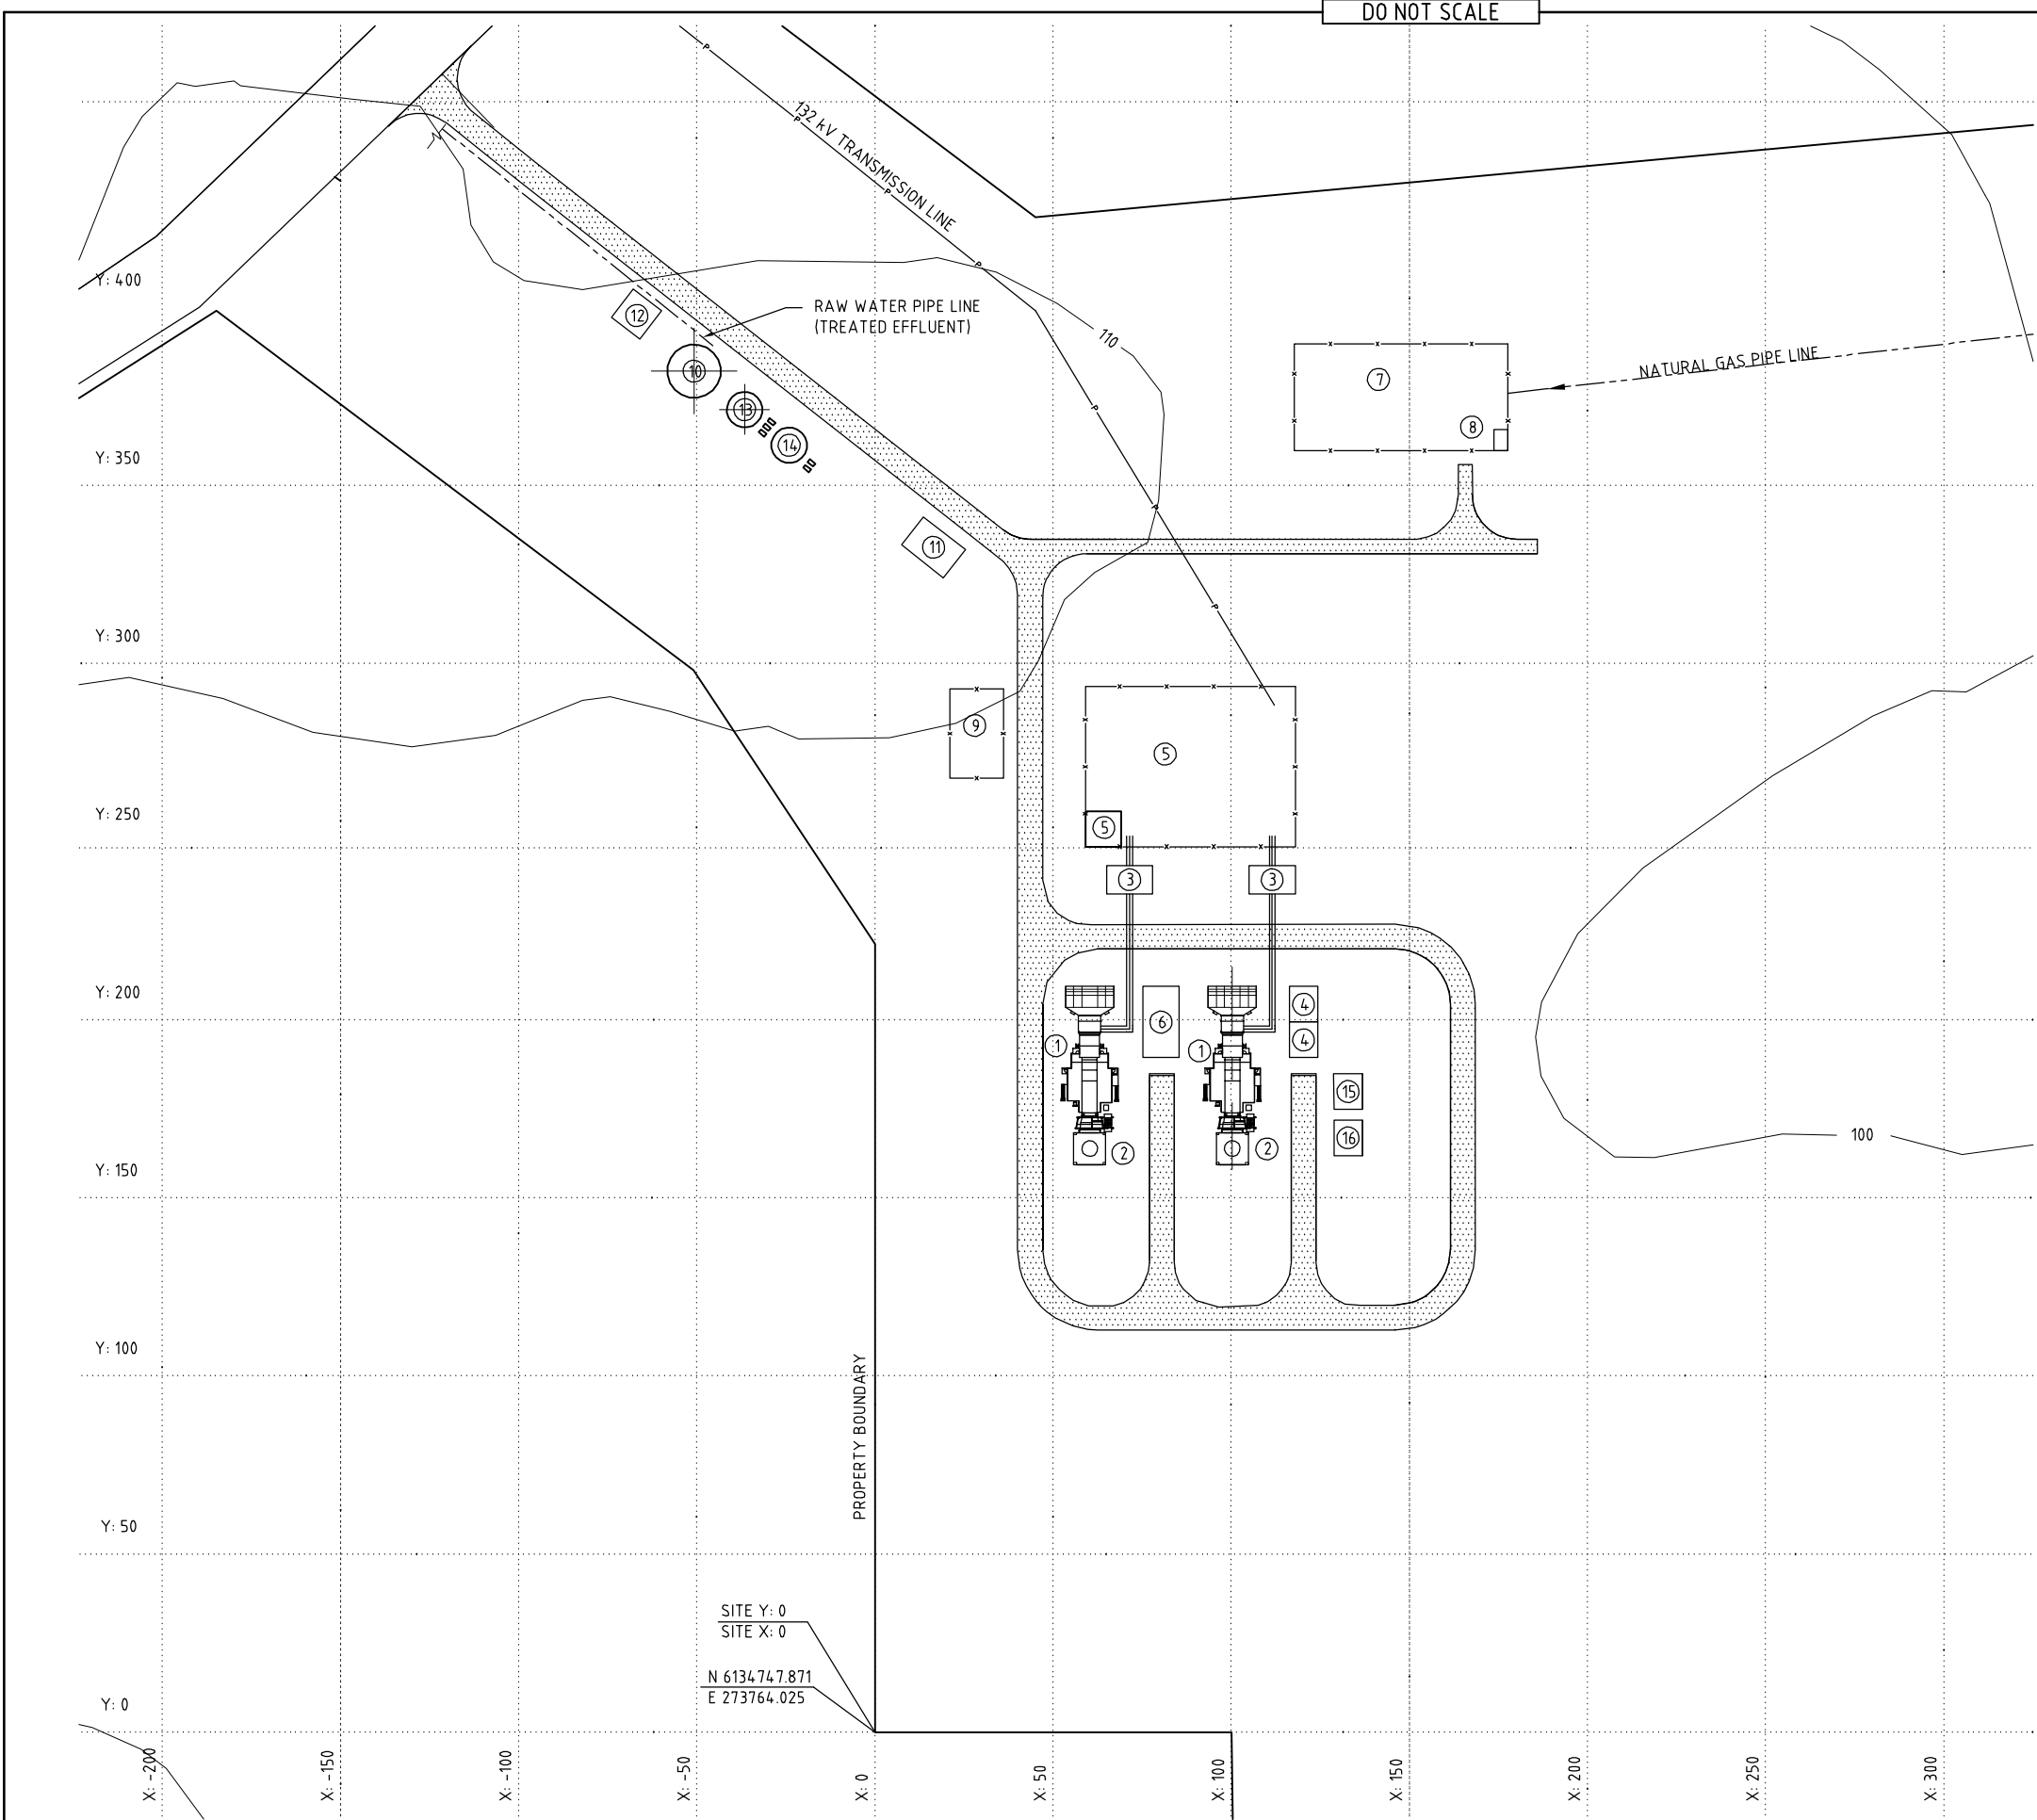 DO NOT SCALE
132 kV TRANSMISSION LINE
Y: 400
RAW WATER PIPE LINE
(TREATED EFFLUENT)
12
110
10
7
NATURAL GAS PIPE LINE
13
8
14
Y: 350
11
Y: 300
9
5
Y: 250
5
3
3
Y: 200
4
6
4
1
1
15
16
2
2
100
Y: 150
Y: 100
PROPERTY BOUNDARY
Y: 50
SITE Y: 0
SITE X: 0
N 6134747.871
E 273764.025
Y: 0
X: -200
X: -150
X: -100
X: -50
X: 0
X: 50
X: 100
X: 150
X: 200
X: 250
X: 300